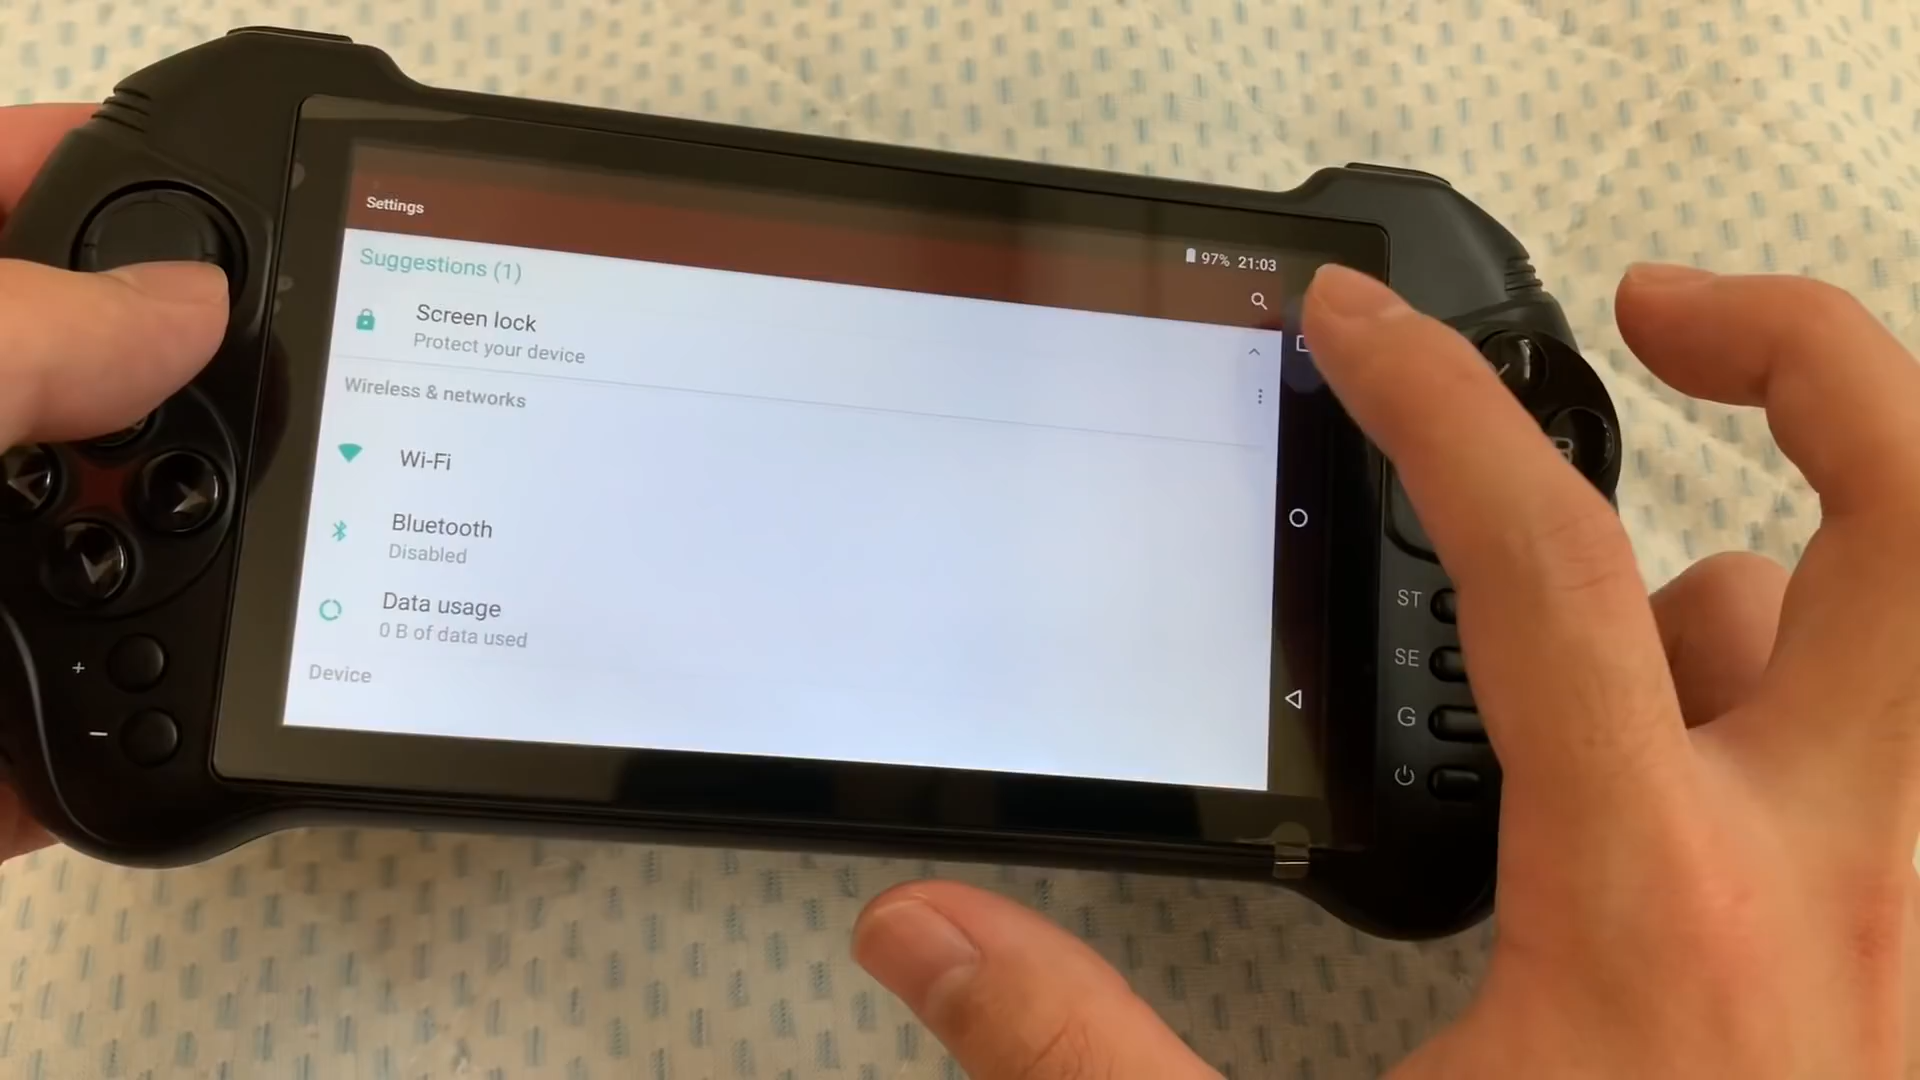 Settings
97% 21:03
Suggestions (1)
Screen lock
Protect your device
Wireless & networks
Wi-Fi
Bluetooth
Disabled
Data usage
0 B of data used
Device
+
−
ST
SE
G
B